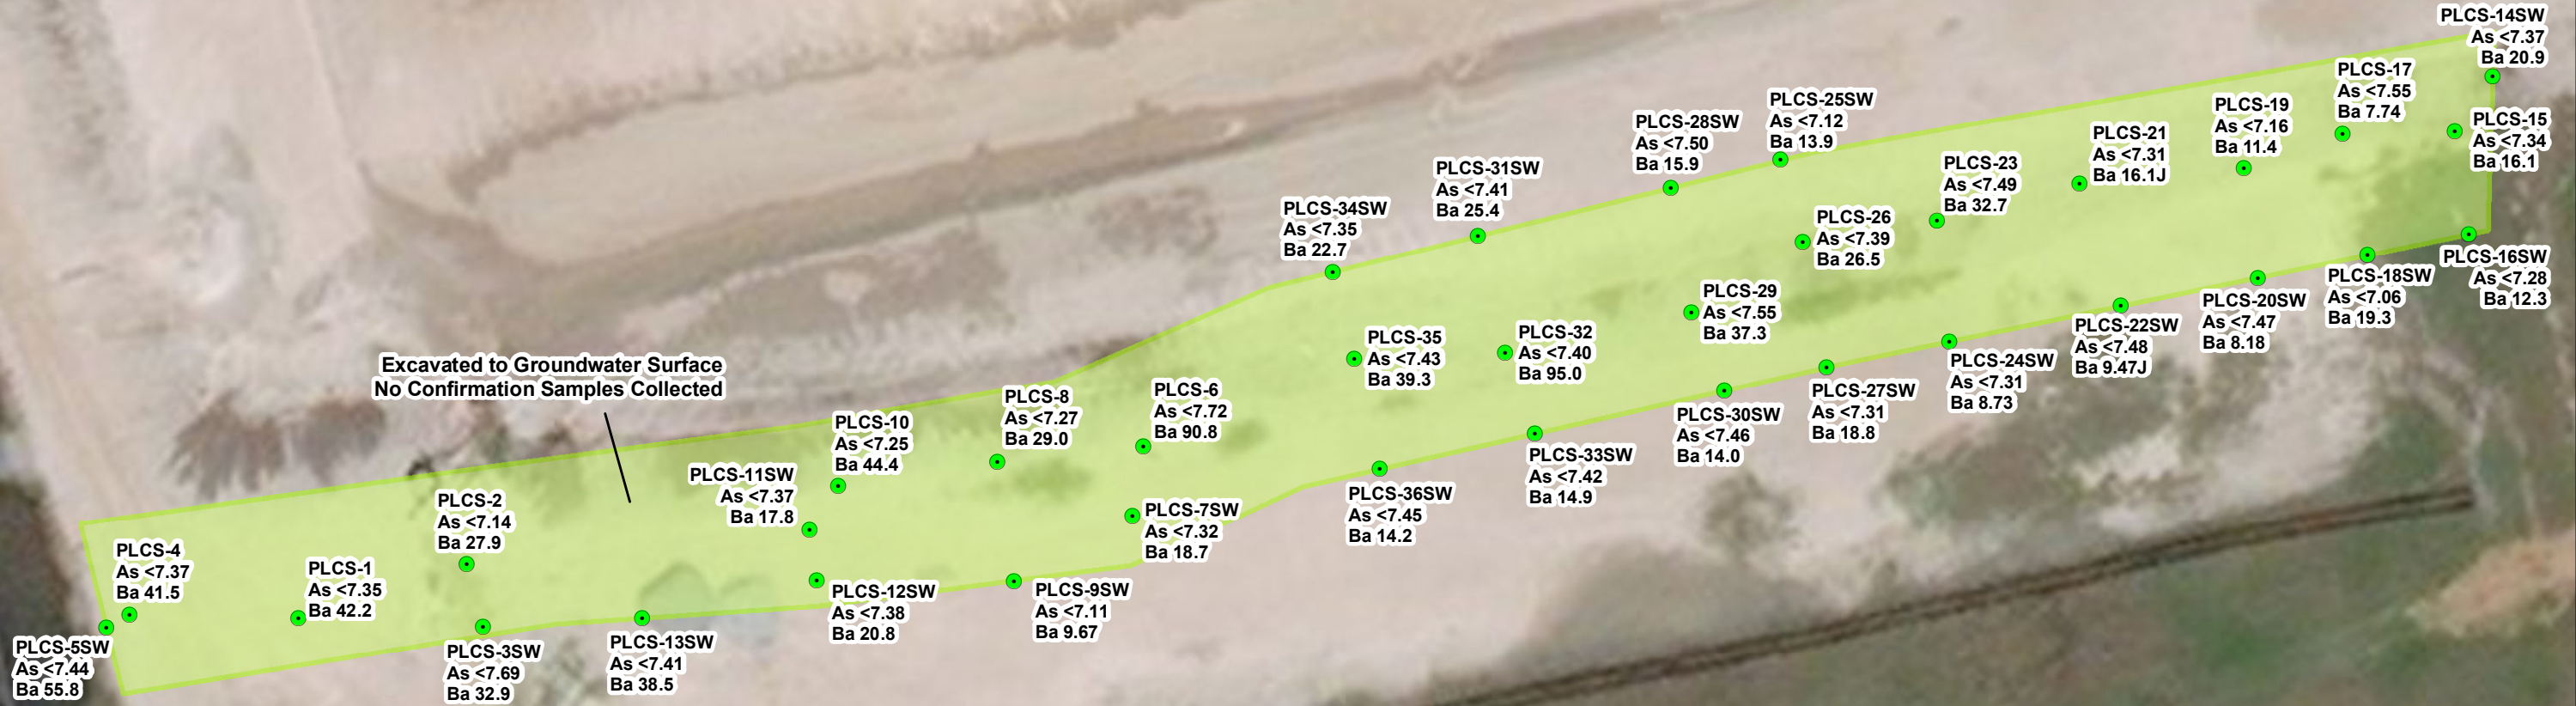 PLCS-14SW
As <7.37
Ba 20.9
PLCS-17
As <7.55
Ba 7.74
PLCS-15
As <7.34
Ba 16.1
PLCS-19
As <7.16
Ba 11.4
PLCS-21
As <7.31
Ba 16.1J
PLCS-25SW
As <7.12
Ba 13.9
PLCS-28SW
As <7.50
Ba 15.9
PLCS-23
As <7.49
Ba 32.7
PLCS-31SW
As <7.41
Ba 25.4
PLCS-26
As <7.39
Ba 26.5
PLCS-34SW
As <7.35
Ba 22.7
PLCS-16SW
As <7.28
Ba 12.3
PLCS-18SW
As <7.06
Ba 19.3
PLCS-20SW
As <7.47
Ba 8.18
PLCS-29
As <7.55
Ba 37.3
PLCS-22SW
As <7.48
Ba 9.47J
PLCS-32
As <7.40
Ba 95.0
PLCS-35
As <7.43
Ba 39.3
PLCS-24SW
As <7.31
Ba 8.73
Excavated to Groundwater Surface
No Confirmation Samples Collected
PLCS-27SW
As <7.31
Ba 18.8
PLCS-6
As <7.72
Ba 90.8
PLCS-8
As <7.27
Ba 29.0
PLCS-30SW
As <7.46
Ba 14.0
PLCS-10
As <7.25
Ba 44.4
PLCS-33SW
As <7.42
Ba 14.9
PLCS-11SW
As <7.37
Ba 17.8
PLCS-36SW
As <7.45
Ba 14.2
PLCS-2
As <7.14
Ba 27.9
PLCS-7SW
As <7.32
Ba 18.7
PLCS-4
As <7.37
Ba 41.5
PLCS-1
As <7.35
Ba 42.2
PLCS-12SW
As <7.38
Ba 20.8
PLCS-9SW
As <7.11
Ba 9.67
PLCS-13SW
As <7.41
Ba 38.5
PLCS-5SW
As <7.44
Ba 55.8
PLCS-3SW
As <7.69
Ba 32.9